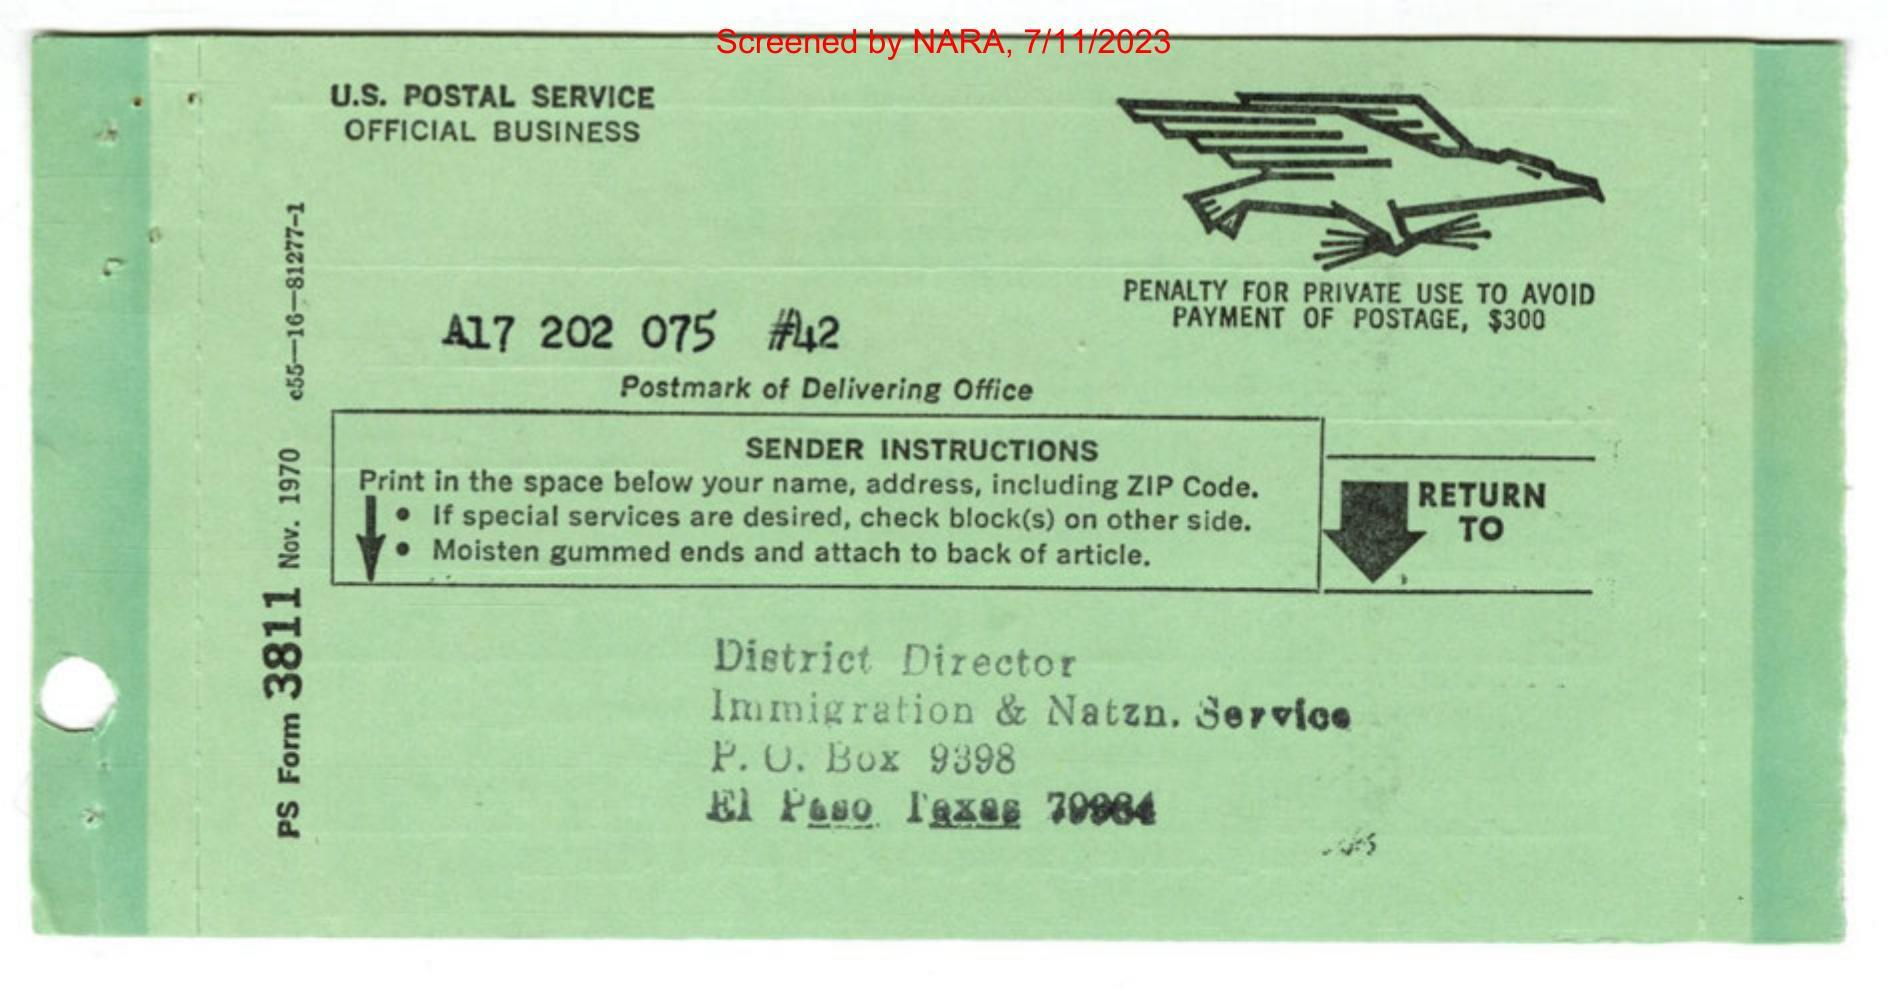 Screened by NARA, 7/11/2023
U.S. POSTAL SERVICE
OFFICIAL BUSINESS
PENALTY FOR PRIVATE USE TO AVOID
PAYMENT OF POSTAGE, $300
A17 202 075 #42
Postmark of Delivering Office
SENDER INSTRUCTIONS
Print in the space below your name, address, including ZIP Code.
• If special services are desired, check block(s) on other side.
• Moisten gummed ends and attach to back of article.
RETURN
TO
PS Form 3811 Nov. 1970 c55—16—81277-1
District Director
Immigration & Natzn. Service
P. O. Box 9398
El Paso Texas